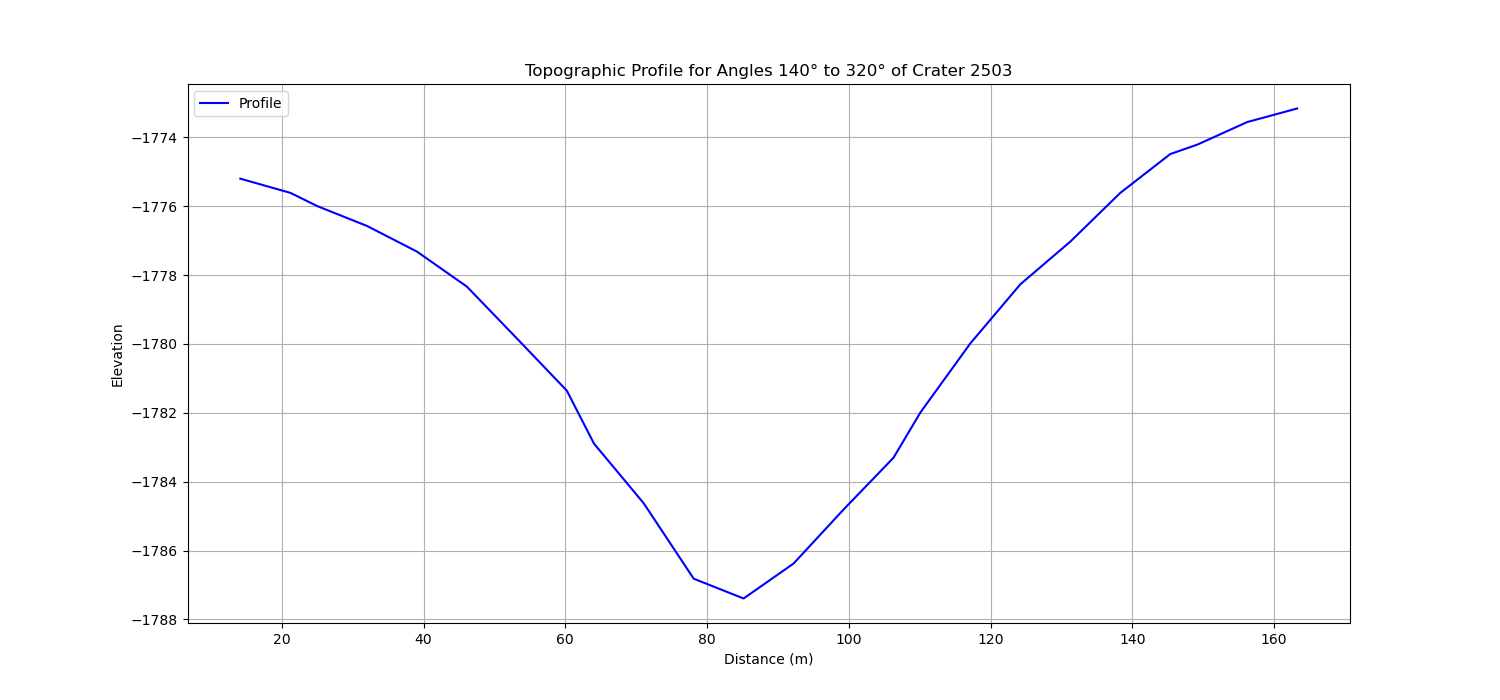 Topographic Profile for Angles 140° to 320° of Crater 2503
Profile
−1774
−1776
−1778
−1780
−1782
−1784
−1786
−1788
Elevation
20 40 60 80 100 120 140 160
Distance (m)